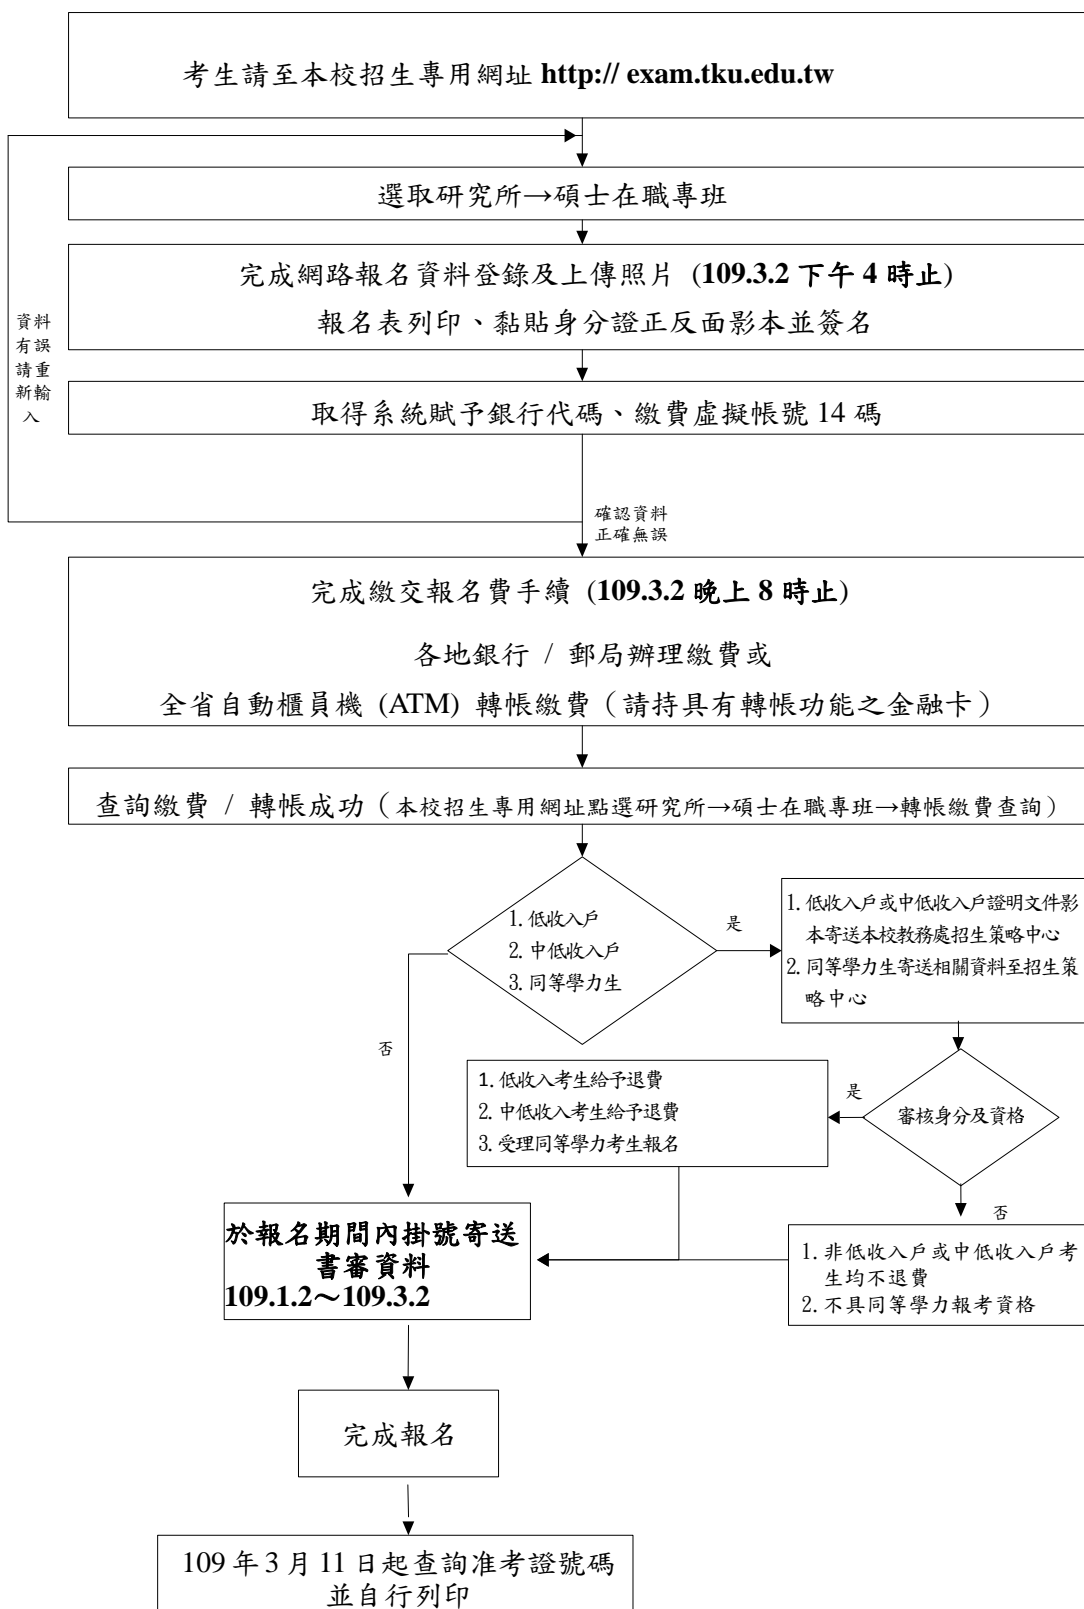 考生請至本校招生專用網址 http:// exam.tku.edu.tw
選取研究所→碩士在職專班
完成網路報名資料登錄及上傳照片 (109.3.2 下午 4 時止)
報名表列印、黏貼身分證正反面影本並簽名
資料
有誤
請重
新輸
入
取得系統賦予銀行代碼、繳費虛擬帳號 14 碼
確認資料
正確無誤
完成繳交報名費手續 (109.3.2 晚上 8 時止)
各地銀行 / 郵局辦理繳費或
全省自動櫃員機 (ATM) 轉帳繳費（請持具有轉帳功能之金融卡）
查詢繳費 / 轉帳成功（本校招生專用網址點選研究所→碩士在職專班→轉帳繳費查詢）
1. 低收入戶
2. 中低收入戶
3. 同等學力生
是
1. 低收入戶或中低收入戶證明文件影
本寄送本校教務處招生策略中心
2. 同等學力生寄送相關資料至招生策
略中心
否
1. 低收入考生給予退費
2. 中低收入考生給予退費
3. 受理同等學力考生報名
是
審核身分及資格
否
於報名期間內掛號寄送
書審資料
109.1.2～109.3.2
1. 非低收入戶或中低收入戶考
生均不退費
2. 不具同等學力報考資格
完成報名
109 年 3 月 11 日起查詢准考證號碼
並自行列印